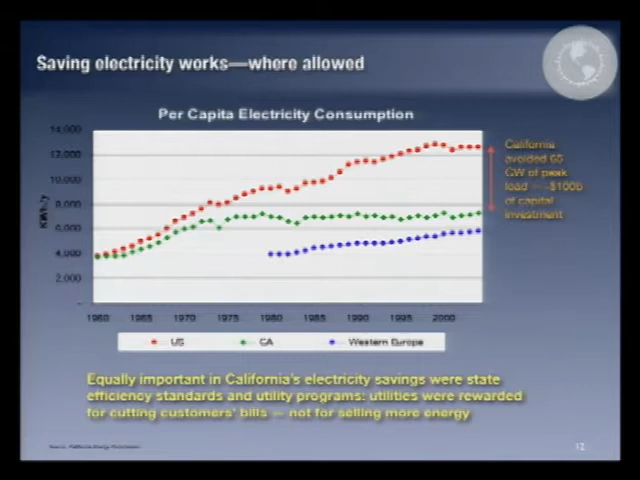 Saving electricity works—where allowed
Per Capita Electricity Consumption
14,000
12,000
10,000
8,000
6,000
4,000
2,000
-
1960 1965 1970 1975 1980 1985 1990 1995 2000
California
avoided 65
GW of peak
load — ~$100b
of capital
investment
US CA Western Europe
Equally important in California's electricity savings were state
efficiency standards and utility programs: utilities were rewarded
for cutting customers' bills — not for selling more energy
12